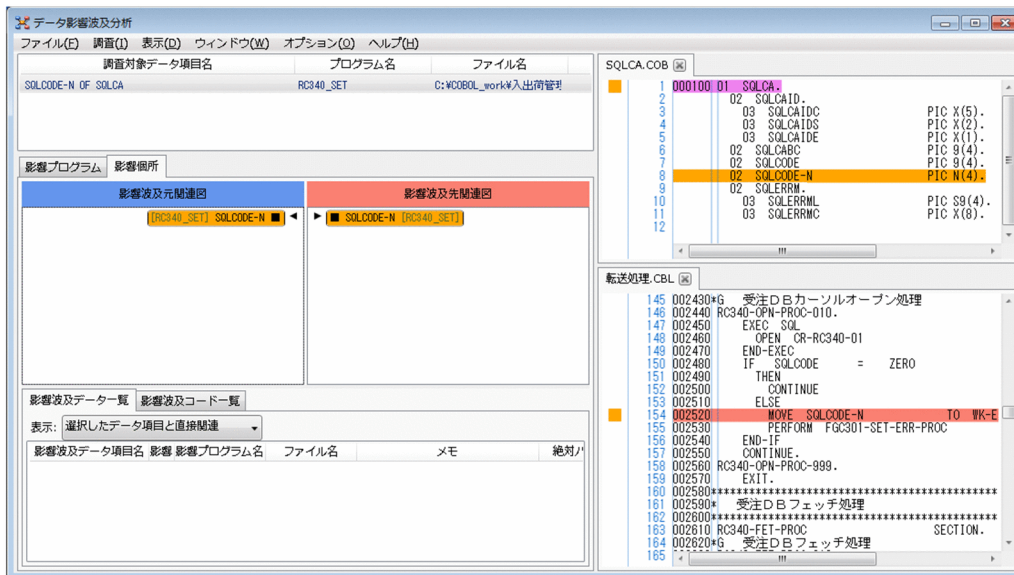 データ影響波及分析
ファイル(F) 調査(I) 表示(D) ウィンドウ(W) オプション(O) ヘルプ(H)
調査対象データ項目名 プログラム名 ファイル名
SQLCODE-N OF SQLCA RC340_SET C:¥COBOL_work¥入出荷管理
影響プログラム 影響個所
影響波及元関連図 影響波及先関連図
[RC340_SET] SQLCODE-N ■ ◀ ▶ ■ SQLCODE-N [RC340_SET]
影響波及データ一覧 影響波及コード一覧
表示: 選択したデータ項目と直接関連
影響波及データ項目名 影響 影響プログラム名 ファイル名 メモ 絶対パ
SQLCA.COB
1 000100 01 SQLCA.
2 02 SQLCAID.
3 03 SQLCAIDC PIC X(5).
4 03 SQLCAIDS PIC X(2).
5 03 SQLCAIDE PIC X(1).
6 02 SQLCABC PIC 9(4).
7 02 SQLCODE PIC 9(4).
8 02 SQLCODE-N PIC N(4).
9 02 SQLERRM.
10 03 SQLERRML PIC S9(4).
11 03 SQLERRMC PIC X(8).
12
転送処理.CBL
145 002430*G 受注DBカーソルオープン処理
146 002440 RC340-OPN-PROC-010.
147 002450 EXEC SQL
148 002460 OPEN CR-RC340-01
149 002470 END-EXEC
150 002480 IF SQLCODE = ZERO
151 002490 THEN
152 002500 CONTINUE
153 002510 ELSE
154 002520 MOVE SQLCODE-N TO WK-E
155 002530 PERFORM FGC301-SET-ERR-PROC
156 002540 END-IF
157 002550 CONTINUE.
158 002560 RC340-OPN-PROC-999.
159 002570 EXIT.
160 002580*********************************************
161 002590* 受注DBフェッチ処理
162 002600*********************************************
163 002610 RC340-FET-PROC SECTION.
164 002620*G 受注DBフェッチ処理
165